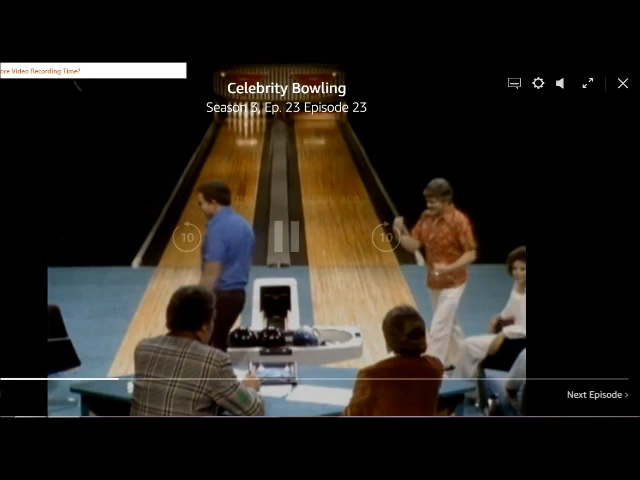 ore Video Recording Time?
Celebrity Bowling
Season 3, Ep. 23 Episode 23
10
10
Next Episode ›